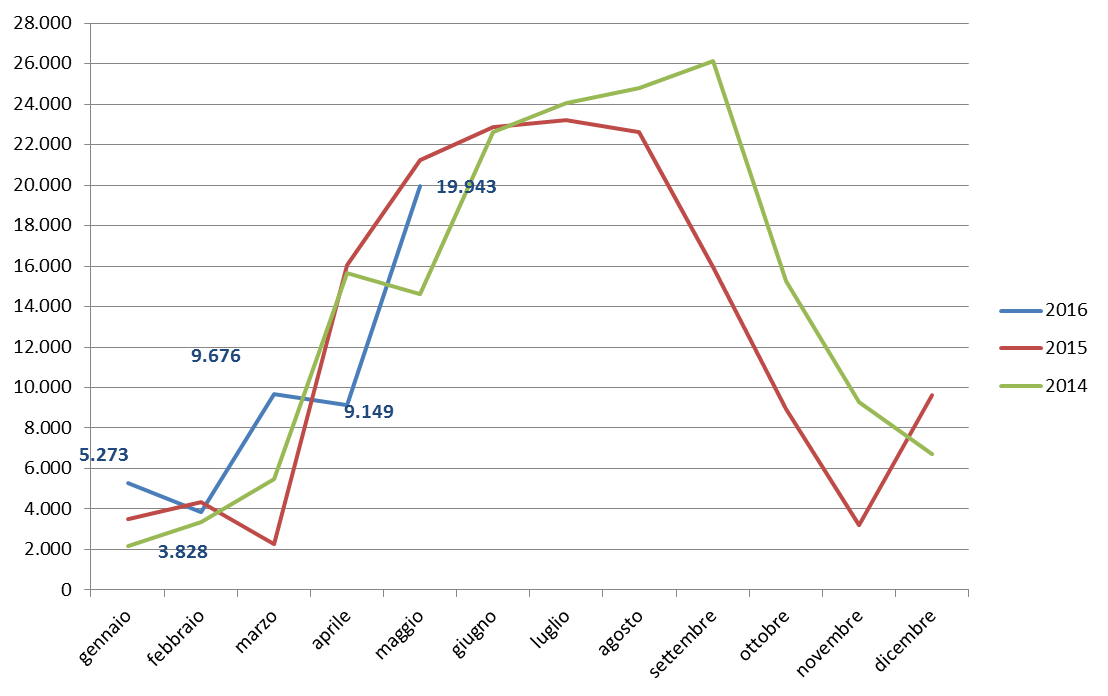 28.000
26.000
24.000
22.000
20.000
18.000
16.000
14.000
12.000
10.000
8.000
6.000
4.000
2.000
0
19.943
9.676
9.149
5.273
3.828
2016
2015
2014
gennaio
febbraio
marzo
aprile
maggio
giugno
luglio
agosto
settembre
ottobre
novembre
dicembre